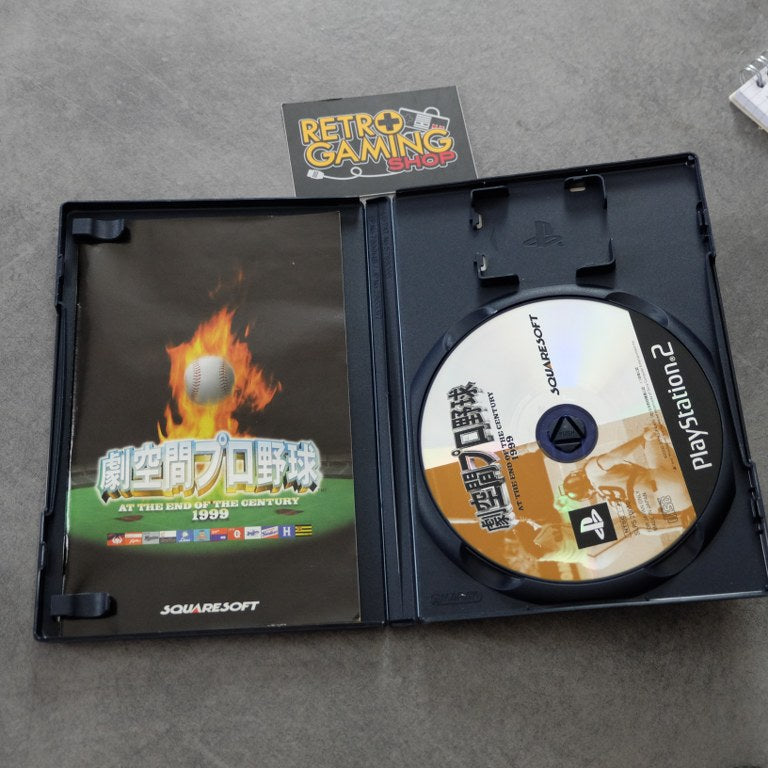 RETRO
GAMING
SHOP
劇空間プロ野球
AT THE END OF THE CENTURY
1999
SQUARESOFT
SQUARESOFT
劇空間プロ野球
AT THE END OF THE CENTURY
1999
PlayStation®2